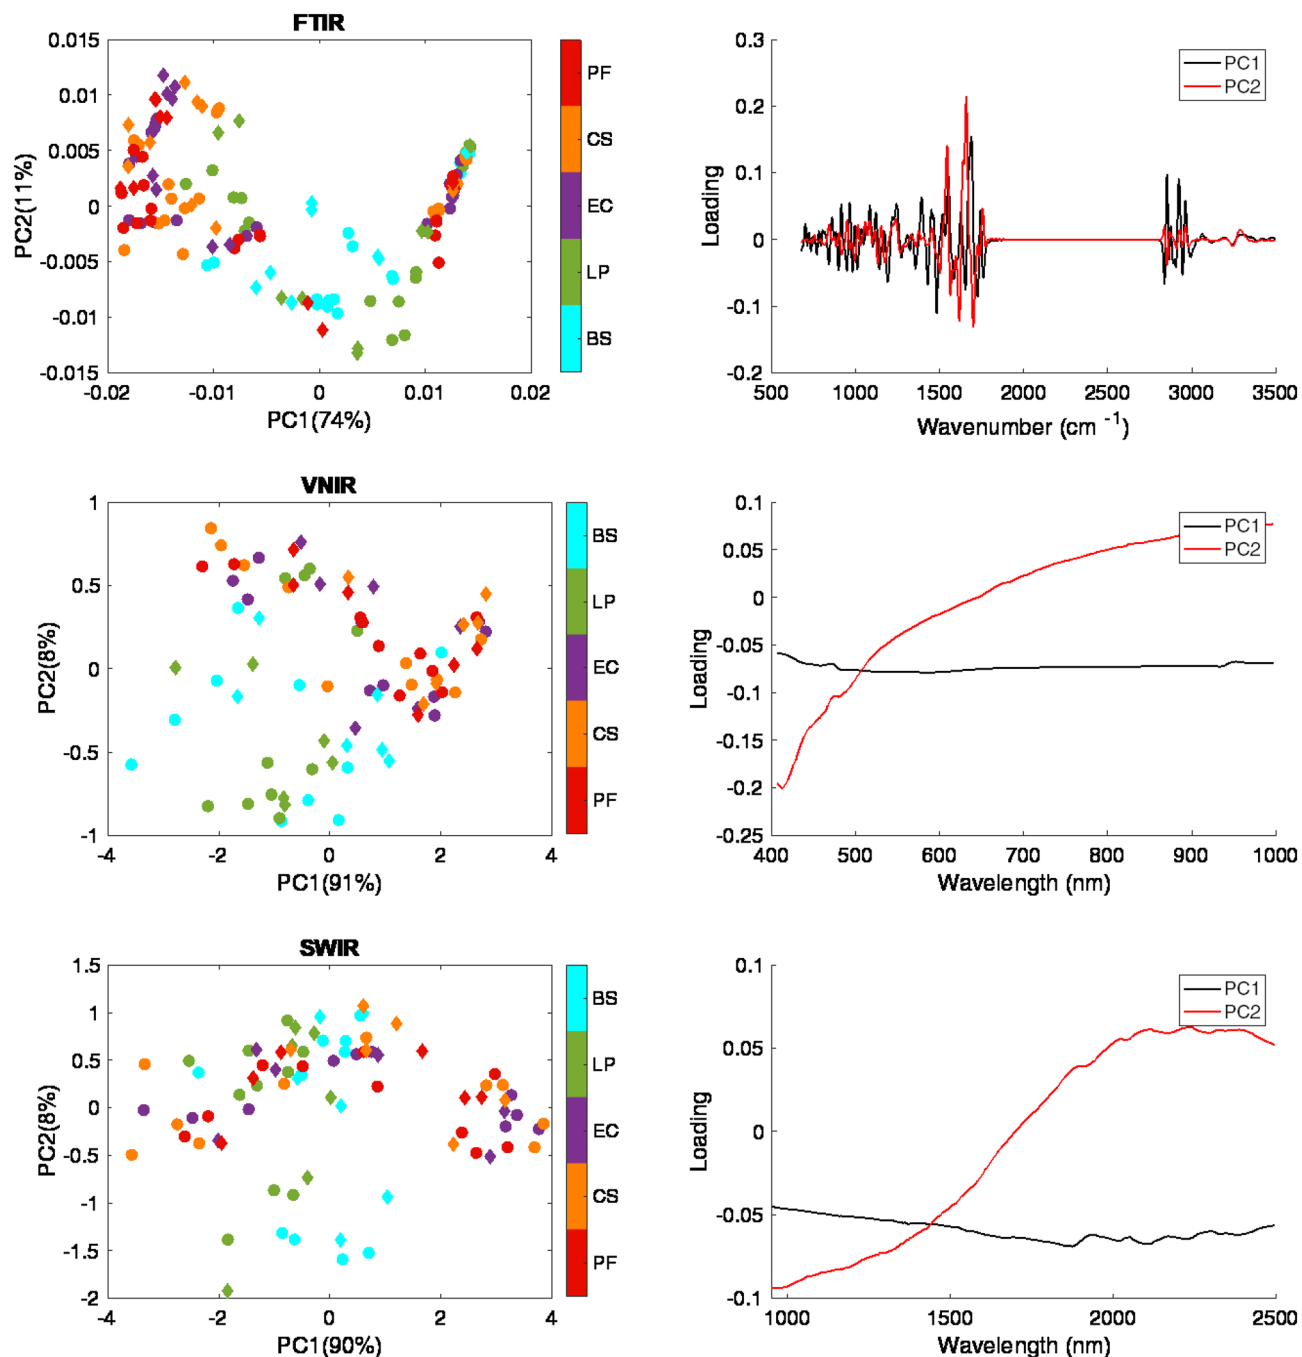 FTIR
0.015
0.01
0.005
0
-0.005
-0.01
-0.015
-0.02
-0.01
0
0.01
0.02
PC2(11%)
PC1(74%)
PF
CS
EC
LP
BS
0.3
0.2
0.1
0
-0.1
-0.2
500
1000
1500
2000
2500
3000
3500
Loading
Wavenumber (cm -1)
PC1
PC2
VNIR
1
0.5
0
-0.5
-1
-4
-2
0
2
4
PC2(8%)
PC1(91%)
BS
LP
EC
CS
PF
0.1
0.05
0
-0.05
-0.1
-0.15
-0.2
-0.25
400
500
600
700
800
900
1000
Loading
Wavelength (nm)
PC1
PC2
SWIR
1.5
1
0.5
0
-0.5
-1
-1.5
-2
-4
-2
0
2
4
PC2(8%)
PC1(90%)
BS
LP
EC
CS
PF
0.1
0.05
0
-0.05
-0.1
1000
1500
2000
2500
Loading
Wavelength (nm)
PC1
PC2